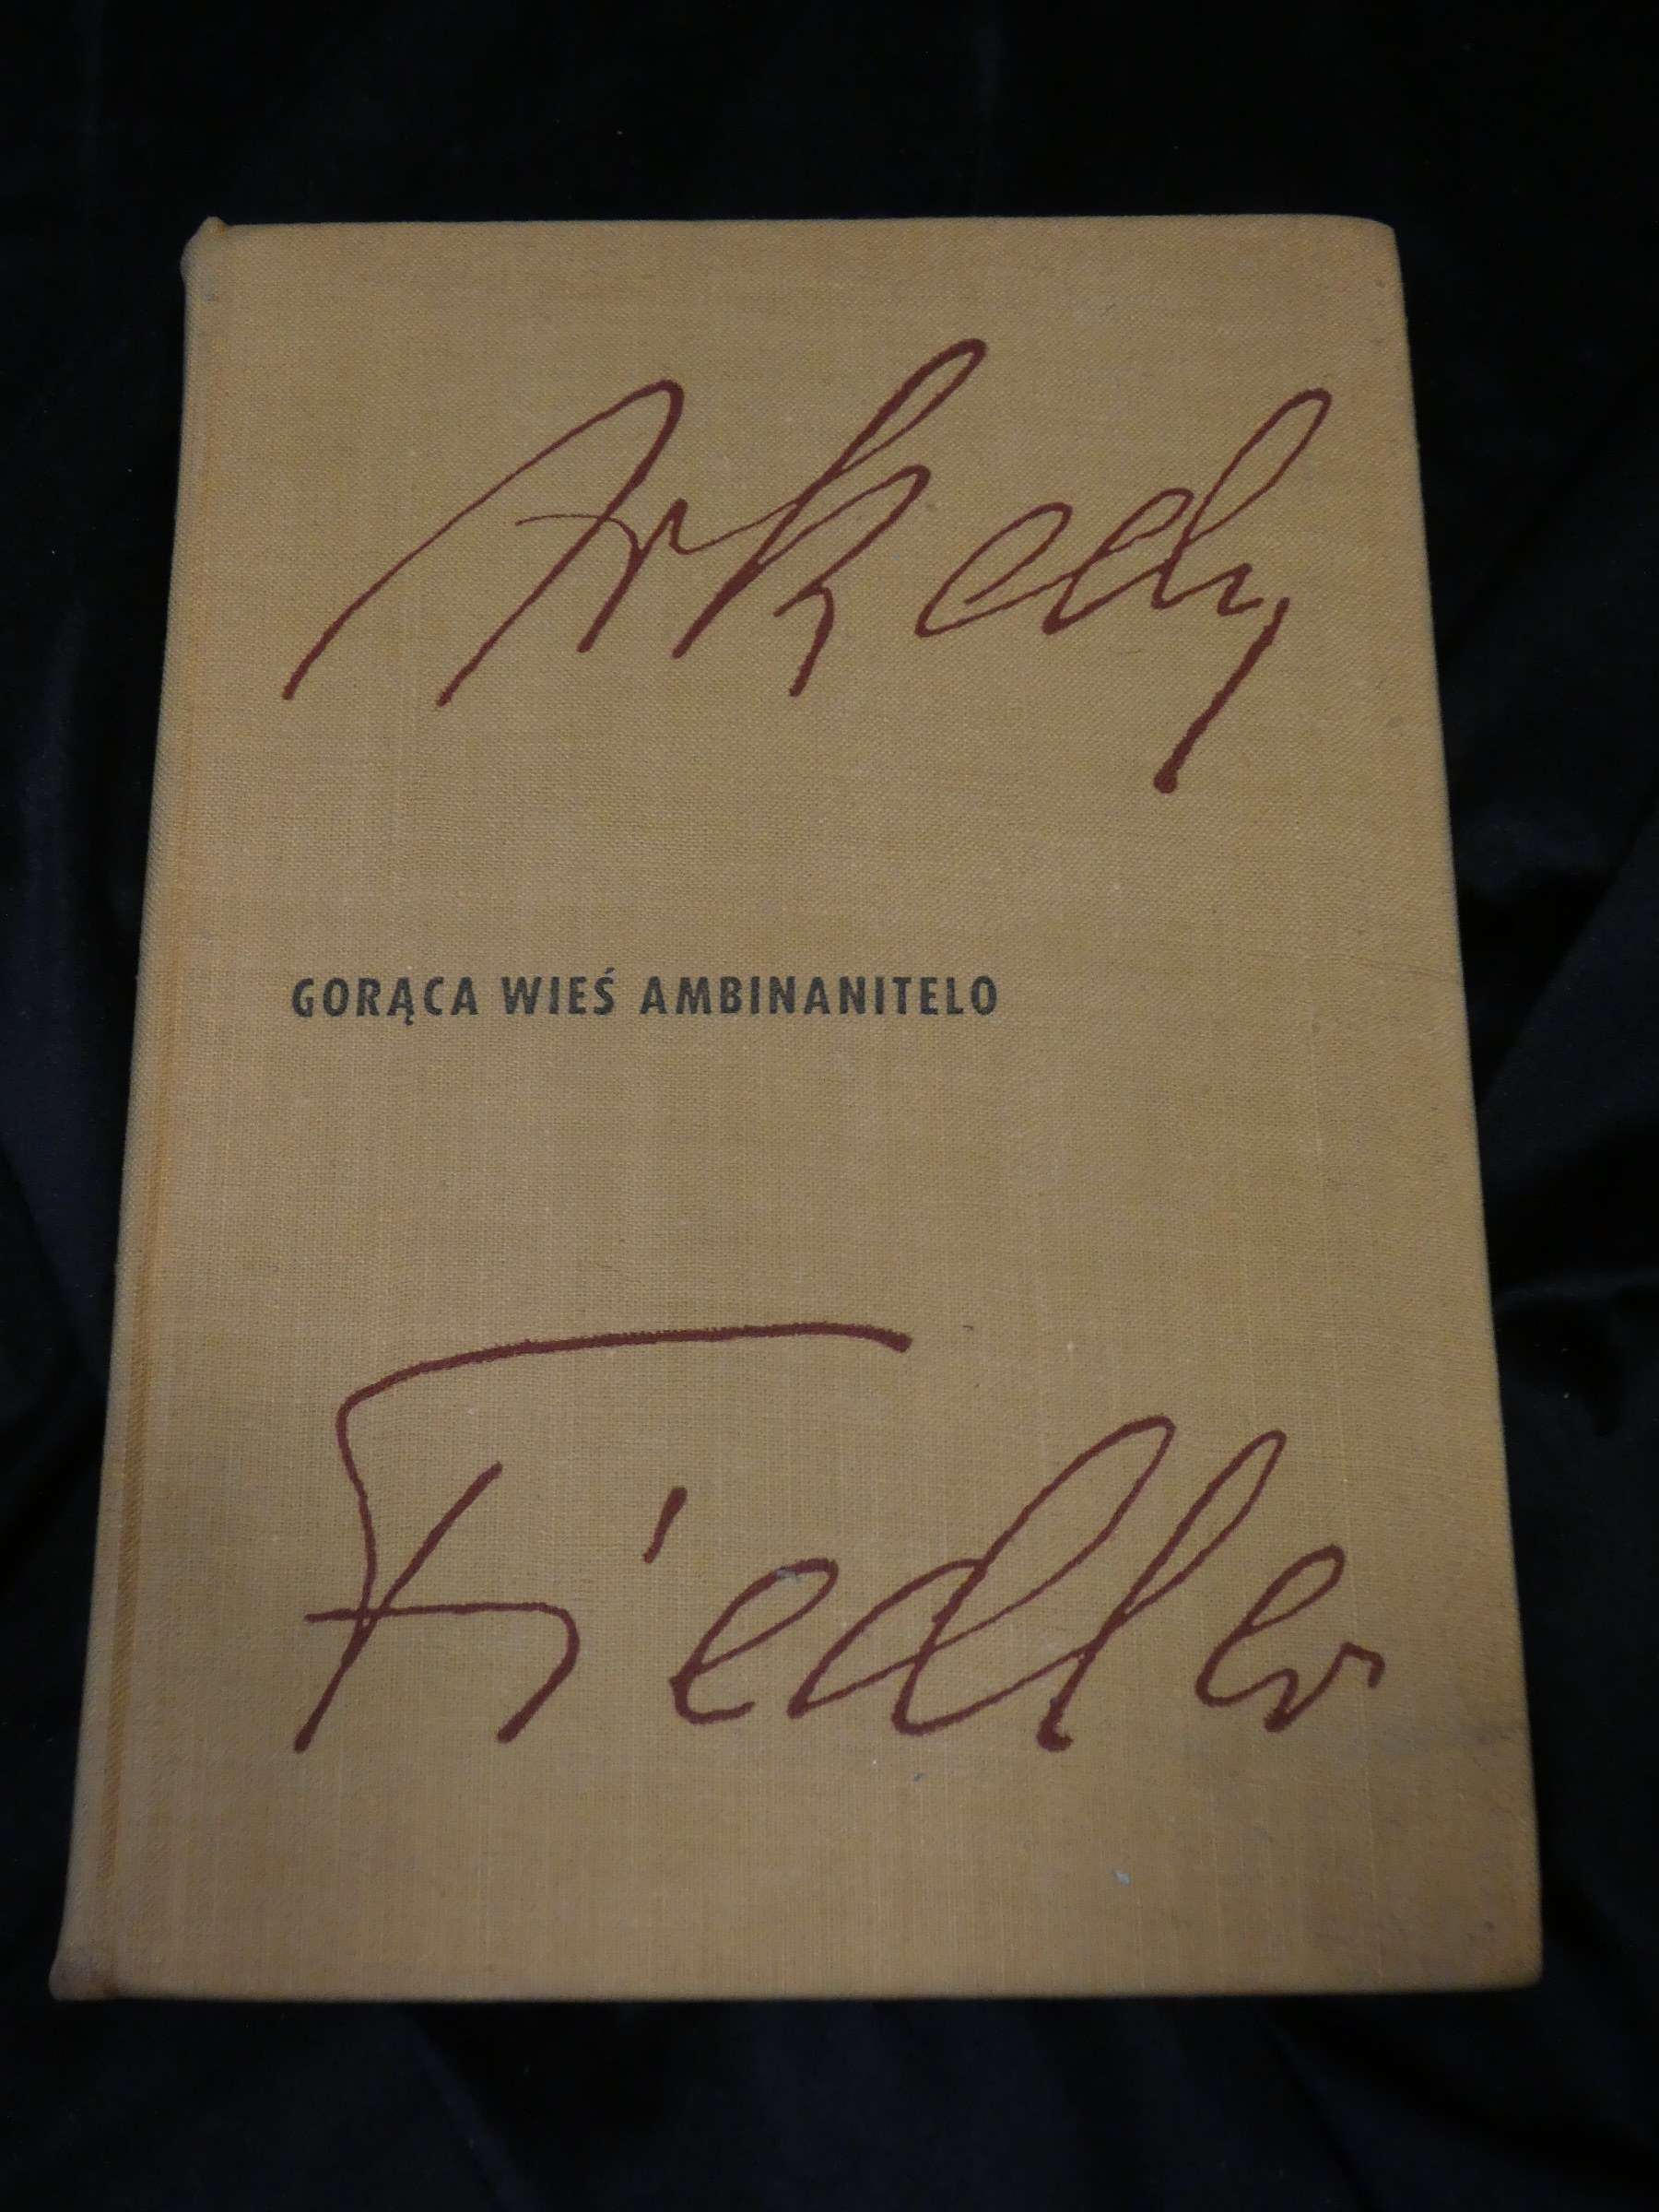 Arkady
GORĄCA WIEŚ AMBINANITELO
Fiedler